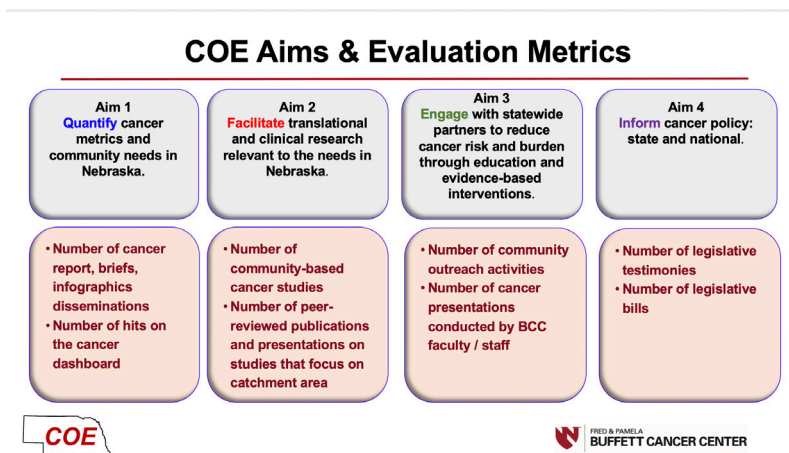 COE Aims & Evaluation Metrics
Aim 1
Quantify cancer
metrics and
community needs in
Nebraska.
Aim 2
Facilitate translational
and clinical research
relevant to the needs in
Nebraska.
Aim 3
Engage with statewide
partners to reduce
cancer risk and burden
through education and
evidence-based
interventions.
Aim 4
Inform cancer policy:
state and national.
• Number of cancer
report, briefs,
infographics
disseminations
• Number of hits on
the cancer
dashboard
• Number of
community-based
cancer studies
• Number of peer-
reviewed publications
and presentations on
studies that focus on
catchment area
• Number of community
outreach activities
• Number of cancer
presentations
conducted by BCC
faculty / staff
• Number of legislative
testimonies
• Number of legislative
bills
COE
N
FRED & PAMELA
BUFFETT CANCER CENTER